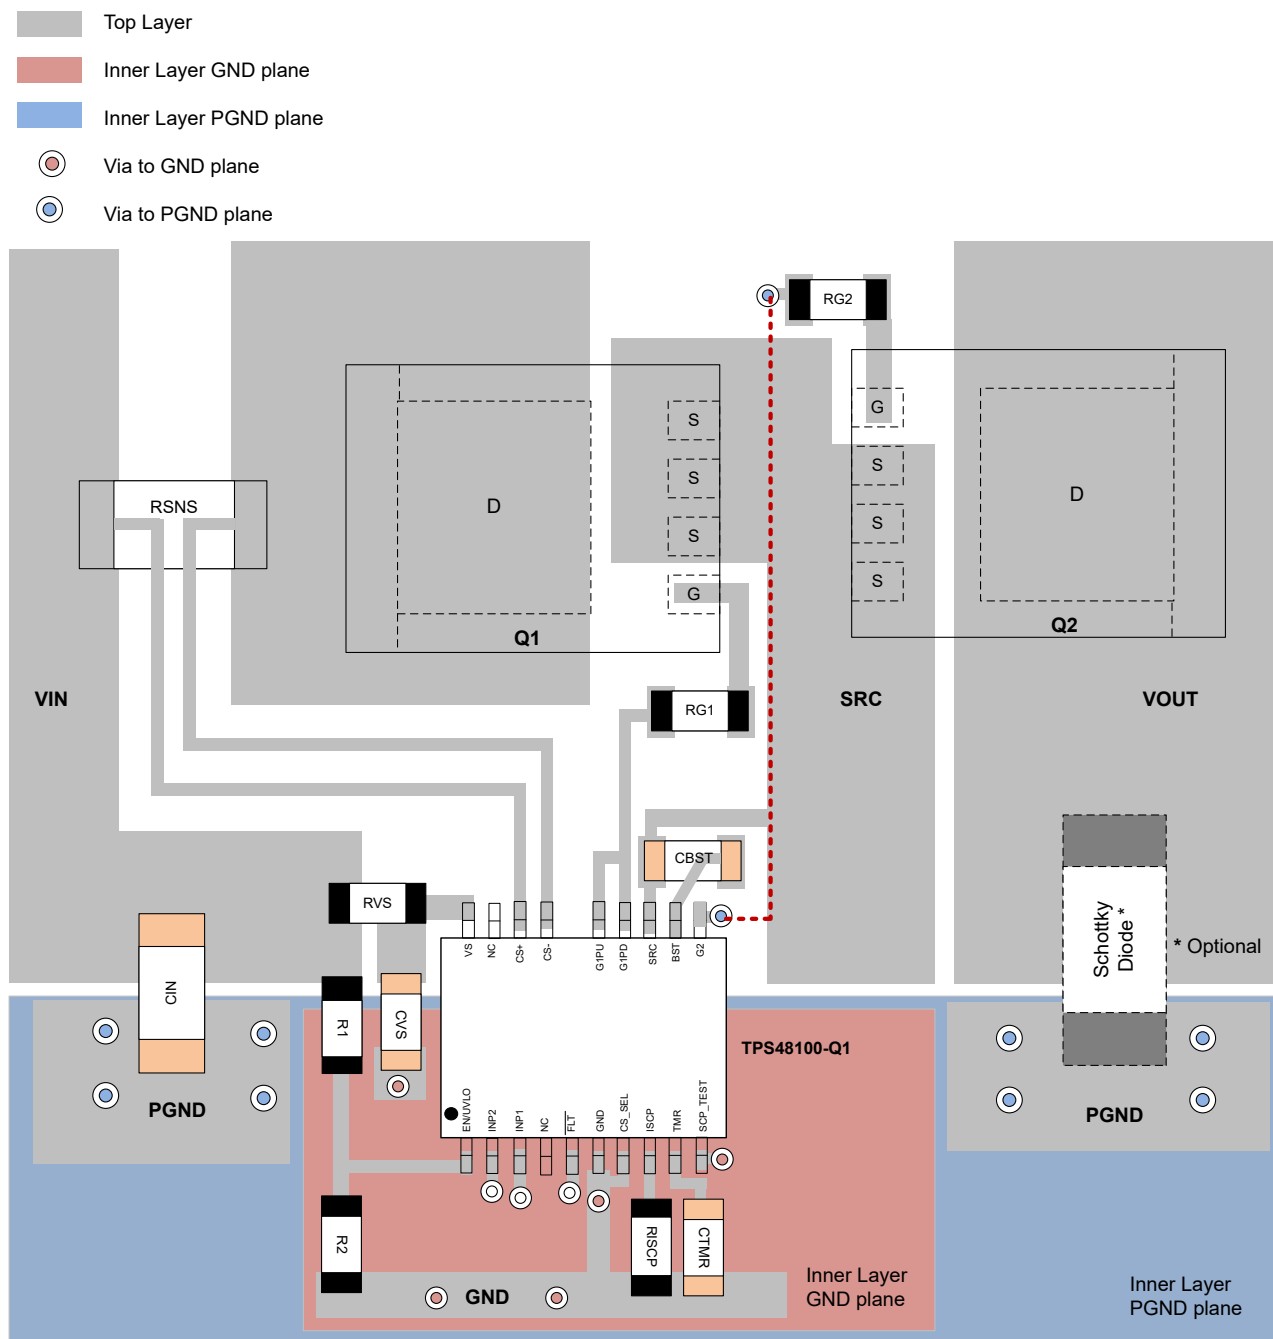 Top Layer
Inner Layer GND plane
Inner Layer PGND plane
Via to GND plane
Via to PGND plane
RG2
G
S
S
S
D
Q2
S
S
S
G
D
Q1
RSNS
VIN
RG1
SRC
VOUT
CBST
RVS
VS
NC
CS+
CS-
G1PU
G1PD
SRC
BST
G2
CIN
R1
CVS
TPS48100-Q1
Schottky
Diode *
* Optional
PGND
PGND
EN/UVLO
INP2
INP1
NC
FLT
GND
CS_SEL
ISCP
TMR
SCP_TEST
R2
RISCP
CTMR
GND
Inner Layer
GND plane
Inner Layer
PGND plane